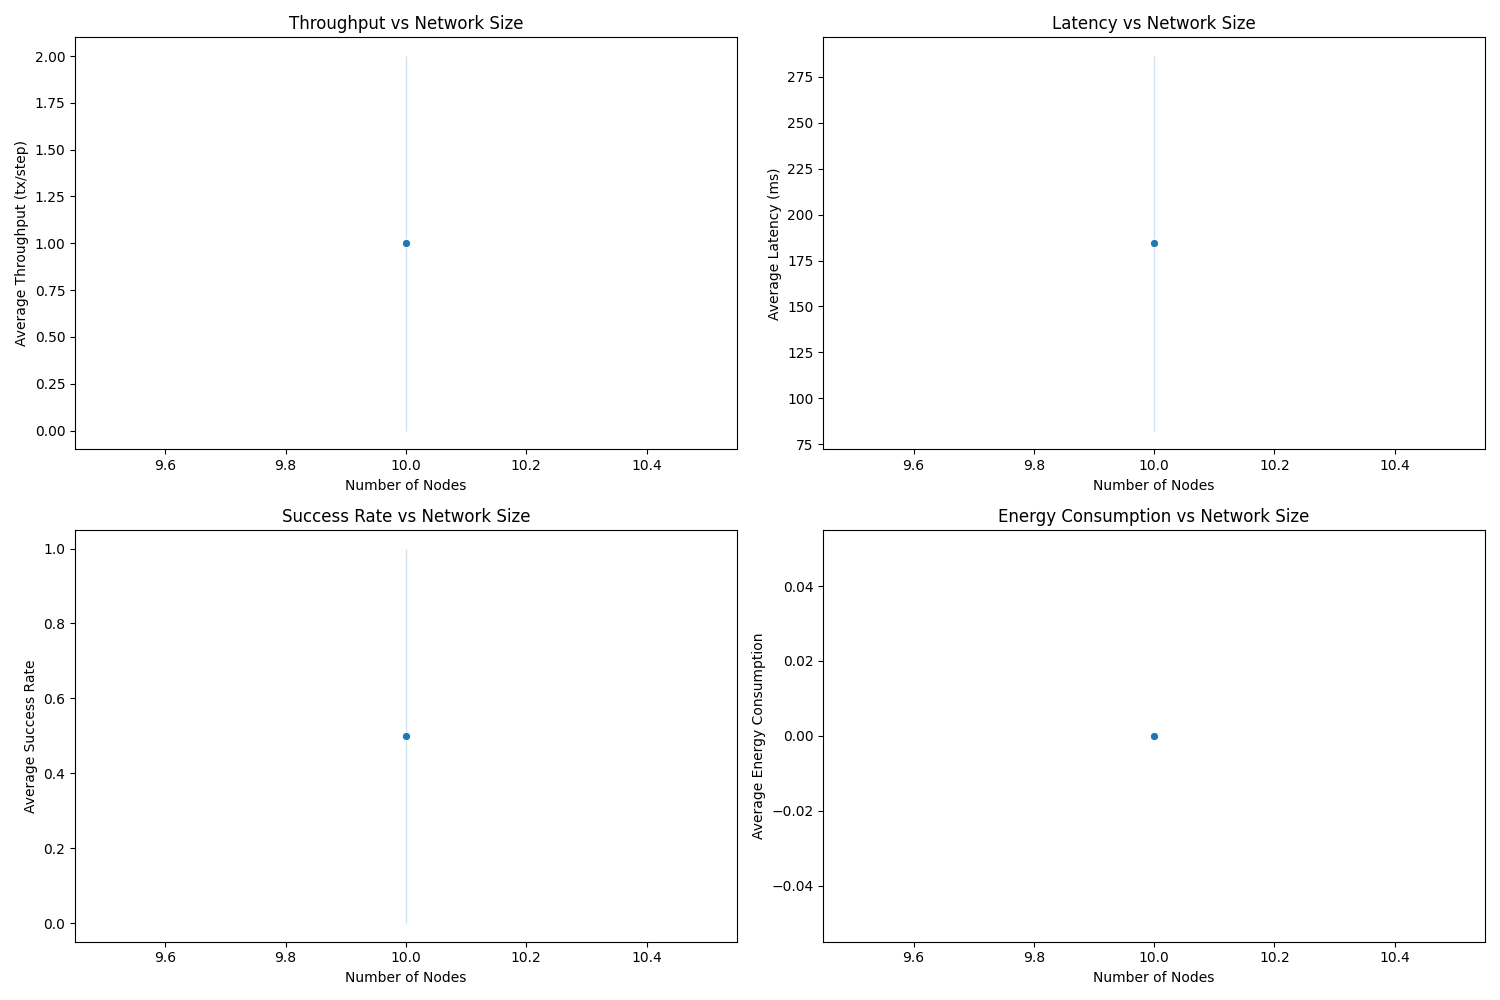 Throughput vs Network Size
Average Throughput (tx/step)
2.00
1.75
1.50
1.25
1.00
0.75
0.50
0.25
0.00
9.6 9.8 10.0 10.2 10.4
Number of Nodes
Latency vs Network Size
Average Latency (ms)
275
250
225
200
175
150
125
100
75
9.6 9.8 10.0 10.2 10.4
Number of Nodes
Success Rate vs Network Size
Average Success Rate
1.0
0.8
0.6
0.4
0.2
0.0
9.6 9.8 10.0 10.2 10.4
Number of Nodes
Energy Consumption vs Network Size
Average Energy Consumption
0.04
0.02
0.00
−0.02
−0.04
9.6 9.8 10.0 10.2 10.4
Number of Nodes